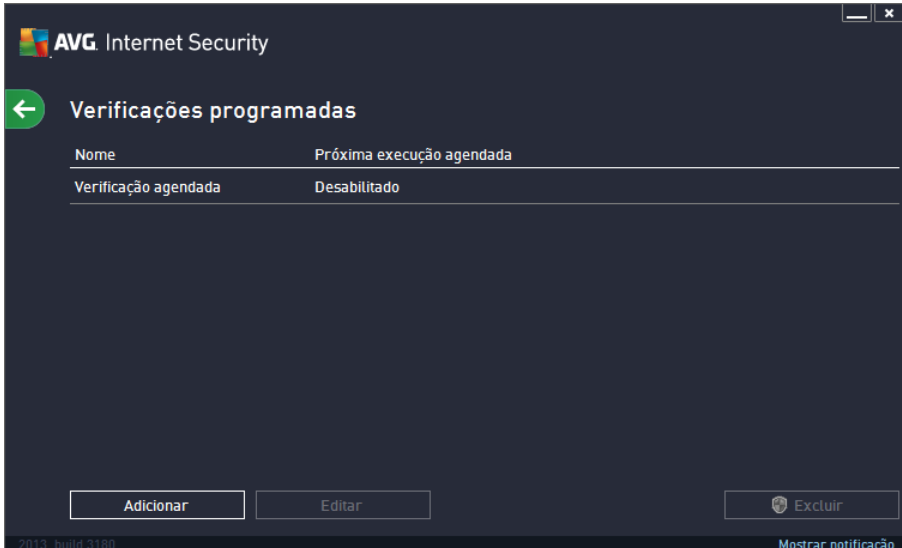 AVG. Internet Security
Verificações programadas
Nome Próxima execução agendada
Verificação agendada Desabilitado
Adicionar Editar Excluir
2013 build 3180 Mostrar notificação